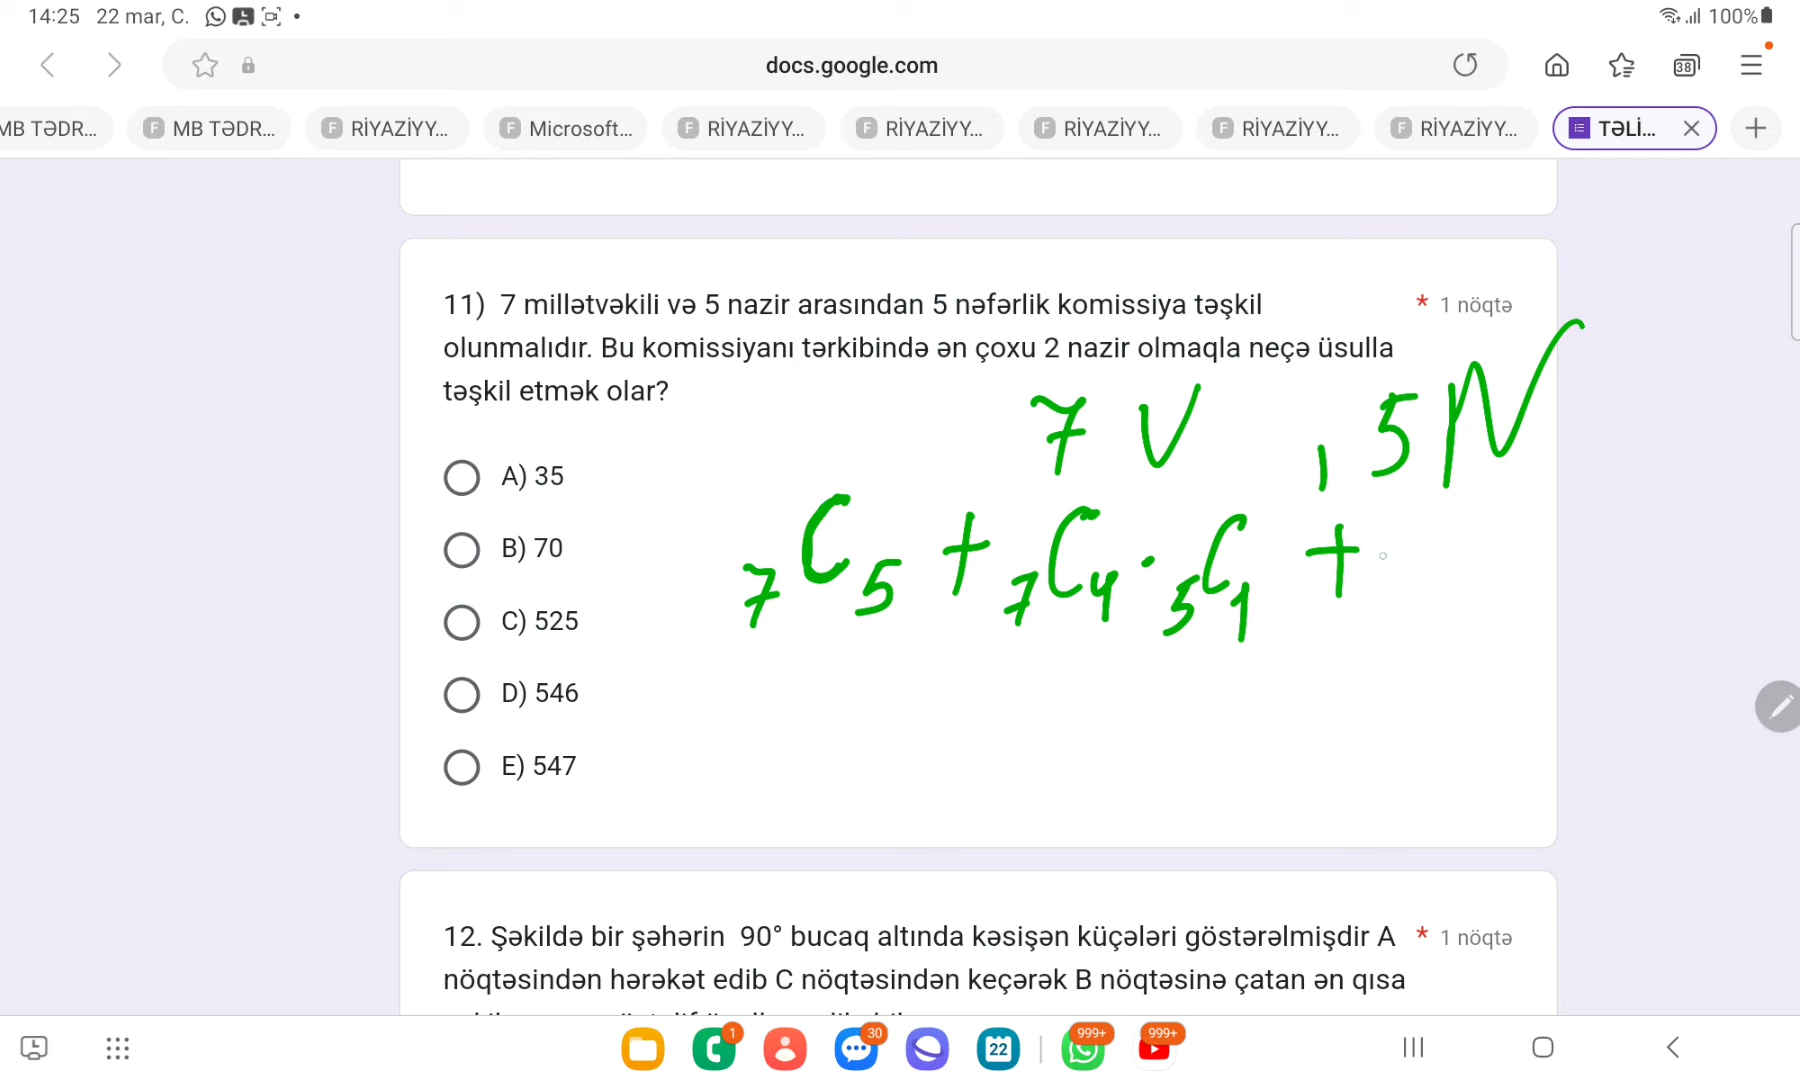 14:25 22 mar, C.
100%
docs.google.com
38
MB TƏDR...
MB TƏDR...
RİYAZİYY...
Microsoft...
RİYAZİYY...
RİYAZİYY...
RİYAZİYY...
RİYAZİYY...
RİYAZİYY...
TƏLİ...
11) 7 millətvəkili və 5 nazir arasından 5 nəfərlik komissiya təşkil
* 1 nöqtə
olunmalıdır. Bu komissiyanı tərkibində ən çoxu 2 nazir olmaqla neçə üsulla
təşkil etmək olar?
7 V , 5 N
A) 35
₇C₅ + ₇C₄ · ₅C₁ +
B) 70
C) 525
D) 546
E) 547
12. Şəkildə bir şəhərin 90° bucaq altında kəsişən küçələri göstərəlmişdir A
* 1 nöqtə
nöqtəsindən hərəkət edib C nöqtəsindən keçərək B nöqtəsinə çatan ən qısa
1
30
22
999+
999+